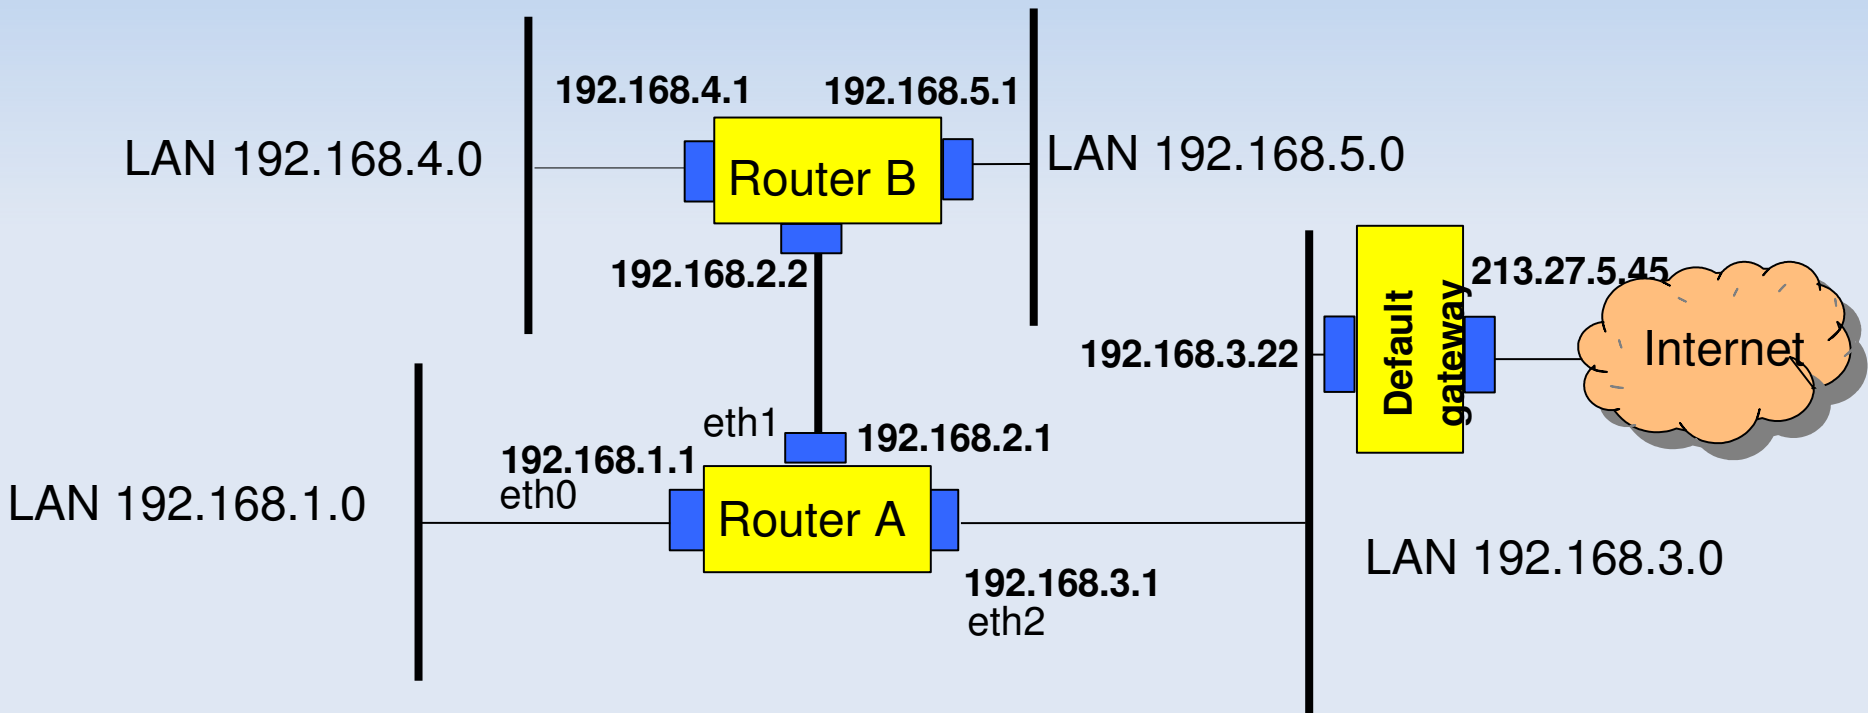 192.168.4.1
192.168.5.1
LAN 192.168.4.0
Router B
LAN 192.168.5.0
192.168.2.2
213.27.5.45
Default
gateway
Internet
192.168.3.22
eth1
192.168.2.1
192.168.1.1
eth0
LAN 192.168.1.0
Router A
192.168.3.1
eth2
LAN 192.168.3.0